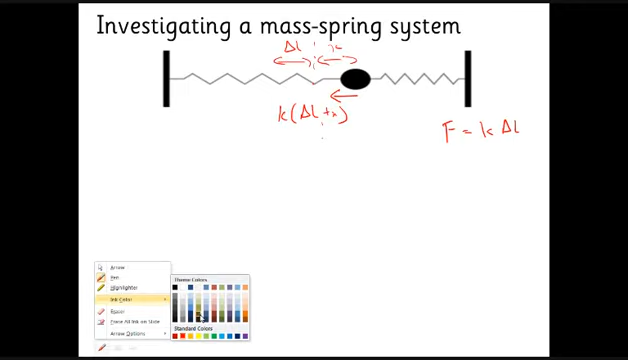 Investigating a mass-spring system
Δl x
k(Δl+x)
F = k Δl
Arrow
Pen
Highlighter
Ink Color
Eraser
Erase All Ink on Slide
Arrow Options
Theme Colors
Standard Colors